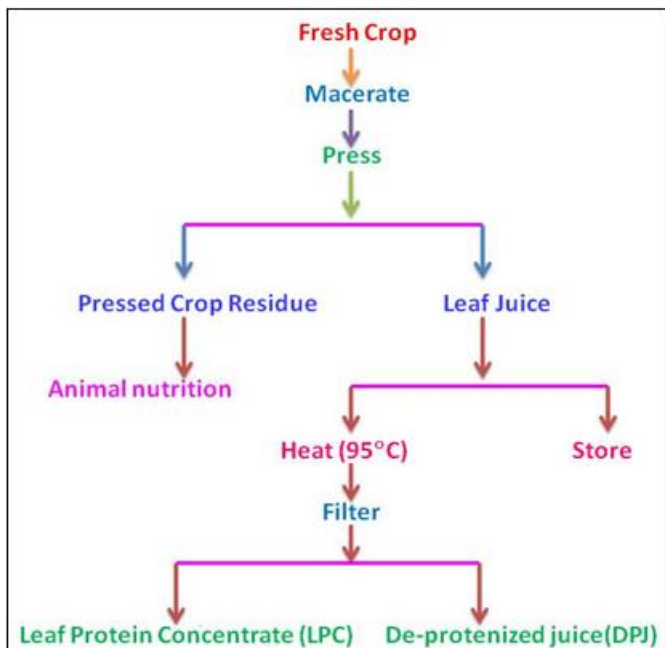 Fresh Crop
Macerate
Press
Pressed Crop Residue
Leaf Juice
Animal nutrition
Heat (95°C)
Store
Filter
Leaf Protein Concentrate (LPC)
De-protenized juice(DPJ)